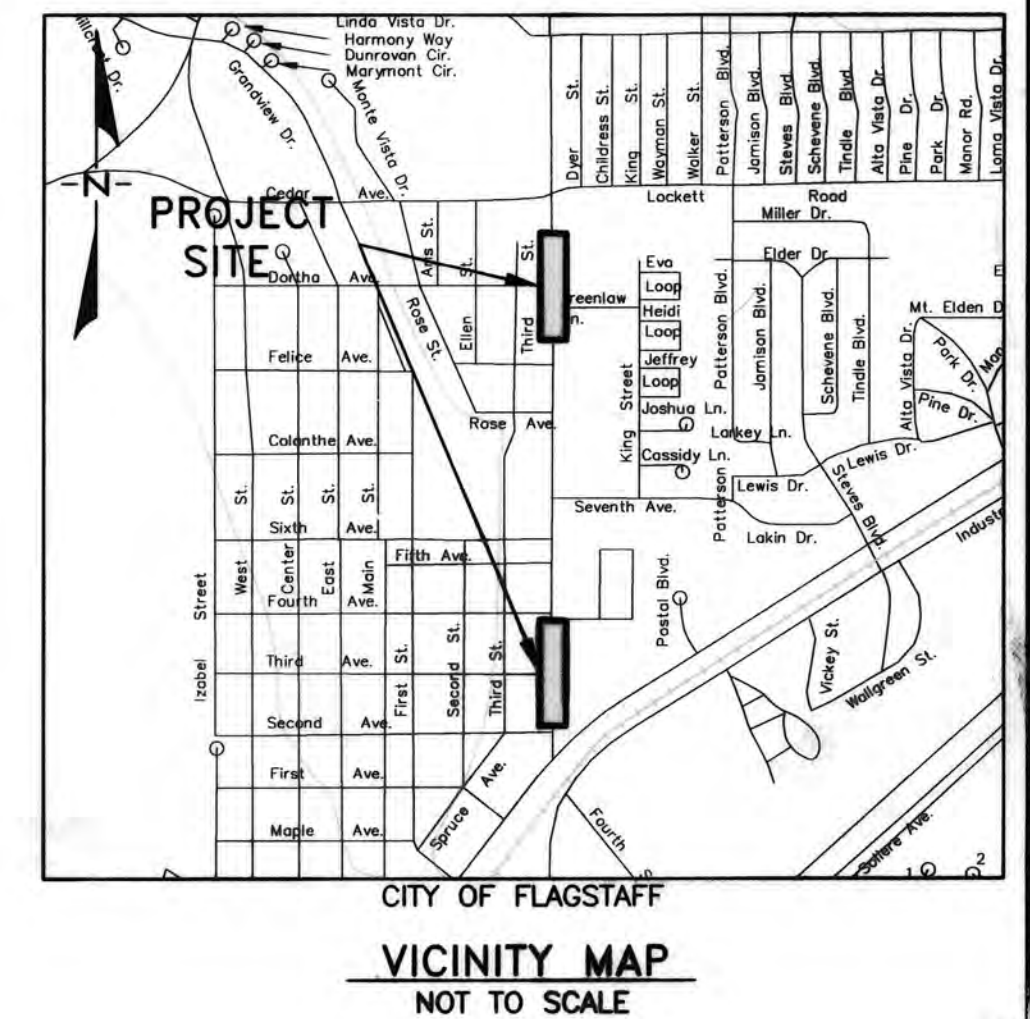 Linda Vista Dr.
Harmony Way
Dunrovan Cir.
Marymont Cir.
Grandview Dr.
Monte Vista Dr.
Dyer St.
Childress St.
King St.
Wayman St.
Walker St.
Patterson Blvd.
Jamison Blvd.
Steves Blvd.
Schevene Blvd.
Tindle Blvd.
Alta Vista Dr.
Pine Dr.
Park Dr.
Manor Rd.
Loma Vista Dr.
-N-
Cedar Ave.
Lockett Road
PROJECT
SITE
Miller Dr.
Anis St.
Elder Dr.
Eva
Loop
Dortha Ave.
Ellen St.
Third St.
Heidi
Loop
Rose St.
Patterson Blvd.
Jamison Blvd.
Schevene Blvd.
Tindle Blvd.
Alta Vista Dr.
Mt. Elden D
Park Dr.
Felice Ave.
Jeffrey
Loop
King Street
Joshua Ln.
Pine Dr.
Rose Ave.
Larkey Ln.
Colanthe Ave.
Cassidy Ln.
Lewis Dr.
Lewis Dr.
Steves Blvd.
Seventh Ave.
Patterson
Lakin Dr.
West St.
Center St.
East St.
Main St.
Sixth Ave.
Fifth Ave.
Izabel Street
Fourth Ave.
Postal Blvd.
Vickey St.
Wallgreen St.
Third Ave.
First St.
Second St.
Third St.
Second Ave.
First Ave.
Spruce Ave.
Fourth
Maple Ave.
Soliere Ave.
1
2
CITY OF FLAGSTAFF
VICINITY MAP
NOT TO SCALE